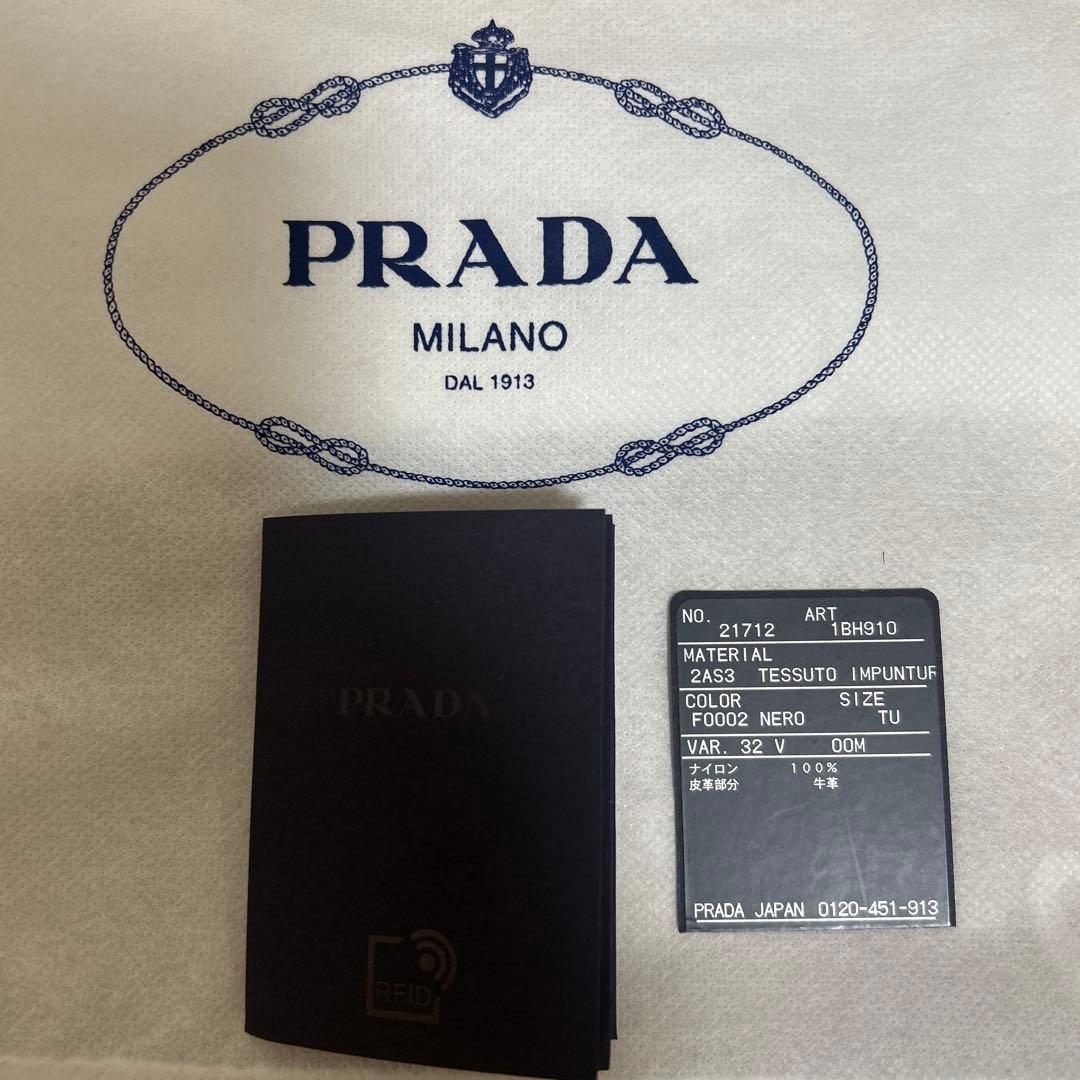 PRADA
MILANO
DAL 1913
PRADA
RFID
NO. ART
21712 1BH910
MATERIAL
2AS3 TESSUTO IMPUNTUR
COLOR SIZE
F0002 NERO TU
VAR. 32 V 00M
ナイロン 100%
皮革部分 牛革
PRADA JAPAN 0120-451-913